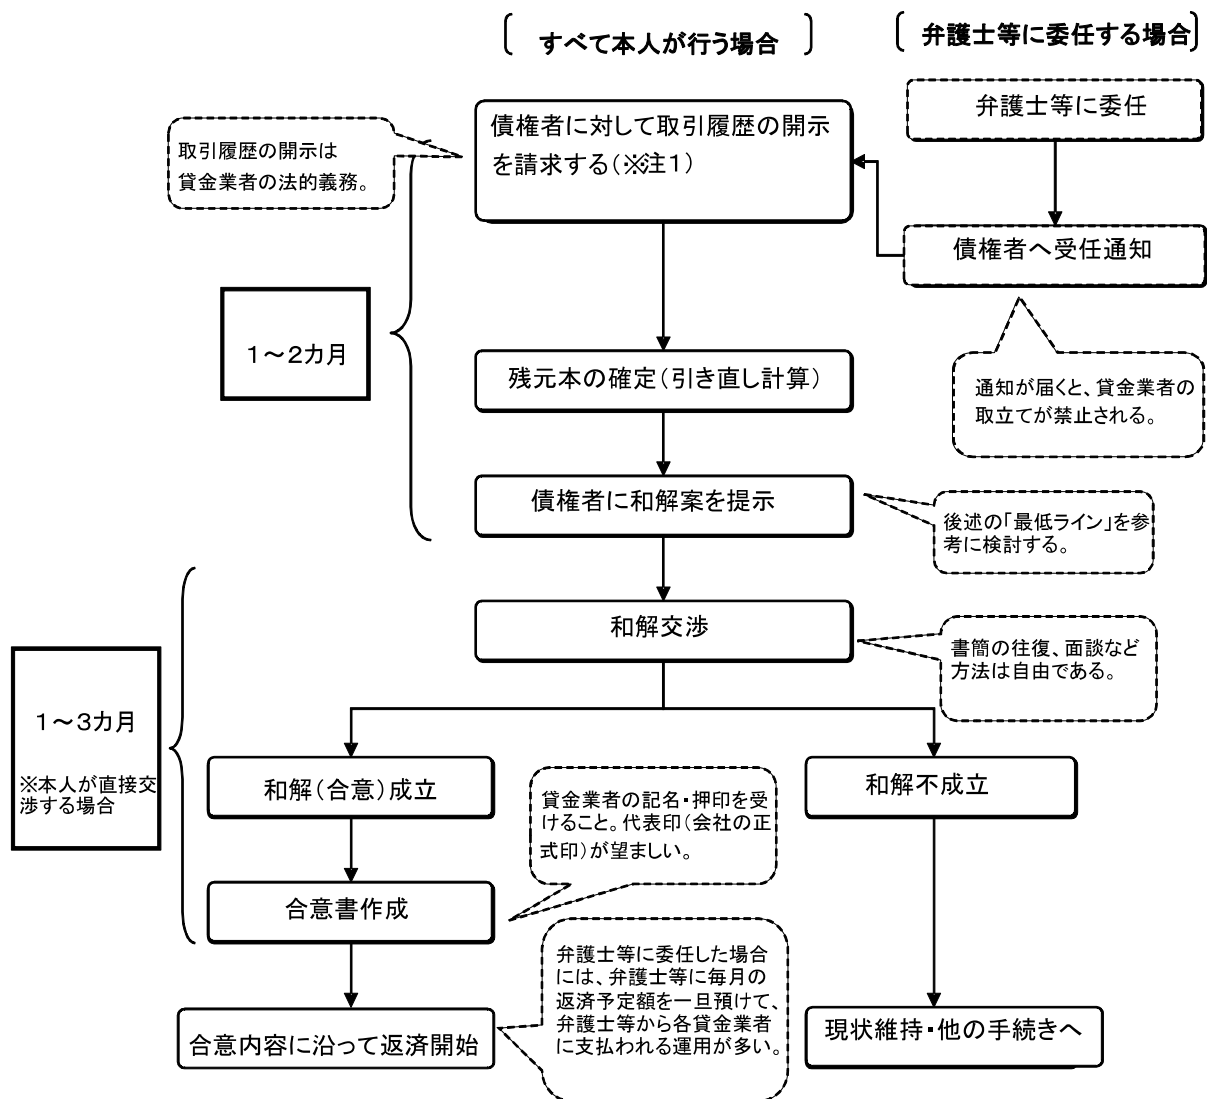 〔 すべて本人が行う場合 〕
〔 弁護士等に委任する場合〕
弁護士等に委任
債権者に対して取引履歴の開示
を請求する(※注1)
取引履歴の開示は
貸金業者の法的義務。
債権者へ受任通知
1～2カ月
残元本の確定(引き直し計算)
通知が届くと、貸金業者の
取立てが禁止される。
債権者に和解案を提示
後述の「最低ライン」を参
考に検討する。
和解交渉
書簡の往復、面談など
方法は自由である。
1～3カ月
※本人が直接交
渉する場合
和解(合意)成立
和解不成立
貸金業者の記名・押印を受
けること。代表印(会社の正
式印)が望ましい。
合意書作成
弁護士等に委任した場合
には、弁護士等に毎月の
返済予定額を一旦預けて、
弁護士等から各貸金業者
に支払われる運用が多い。
合意内容に沿って返済開始
現状維持・他の手続きへ